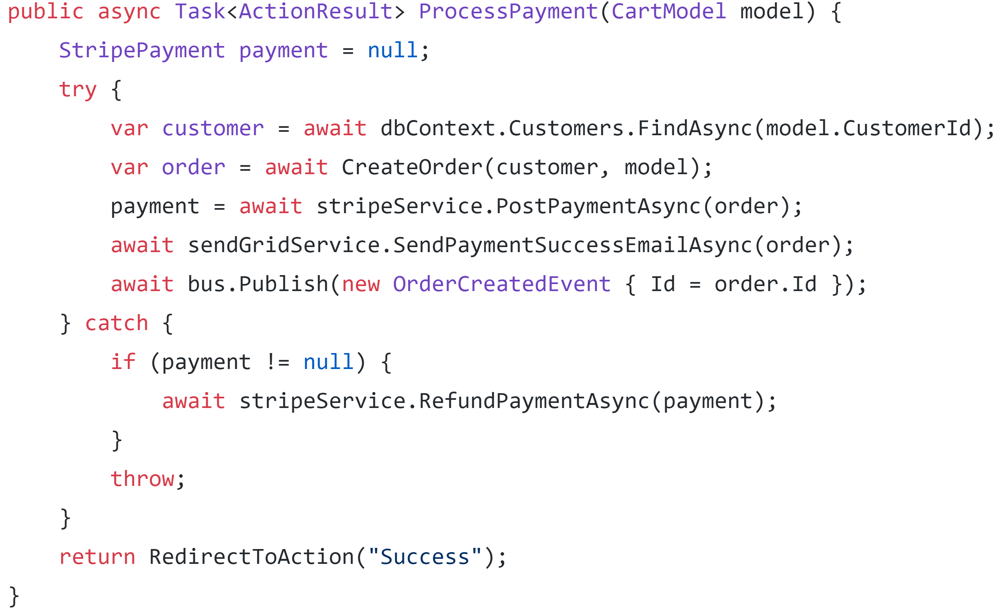 public async Task<ActionResult> ProcessPayment(CartModel model) {
    StripePayment payment = null;
    try {
        var customer = await dbContext.Customers.FindAsync(model.CustomerId);
        var order = await CreateOrder(customer, model);
        payment = await stripeService.PostPaymentAsync(order);
        await sendGridService.SendPaymentSuccessEmailAsync(order);
        await bus.Publish(new OrderCreatedEvent { Id = order.Id });
    } catch {
        if (payment != null) {
            await stripeService.RefundPaymentAsync(payment);
        }
        throw;
    }
    return RedirectToAction("Success");
}